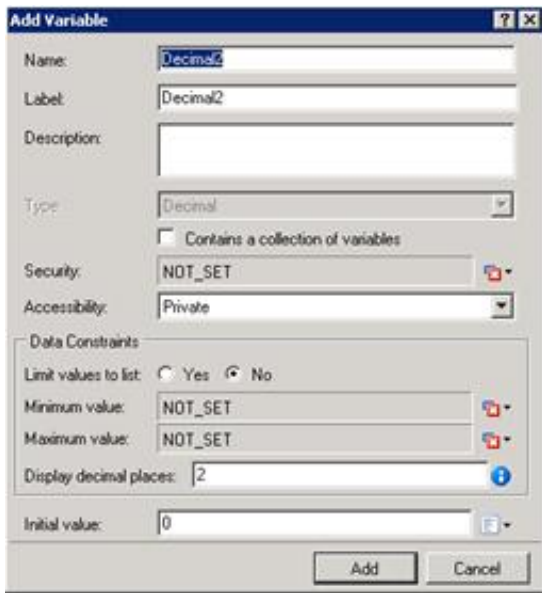 Add Variable
Name: Decimal2
Label: Decimal2
Description:
Type: Decimal
Contains a collection of variables
Security: NOT_SET
Accessibility: Private
Data Constraints
Limit values to list: Yes No
Minimum value: NOT_SET
Maximum value: NOT_SET
Display decimal places: 2
Initial value: 0
Add Cancel